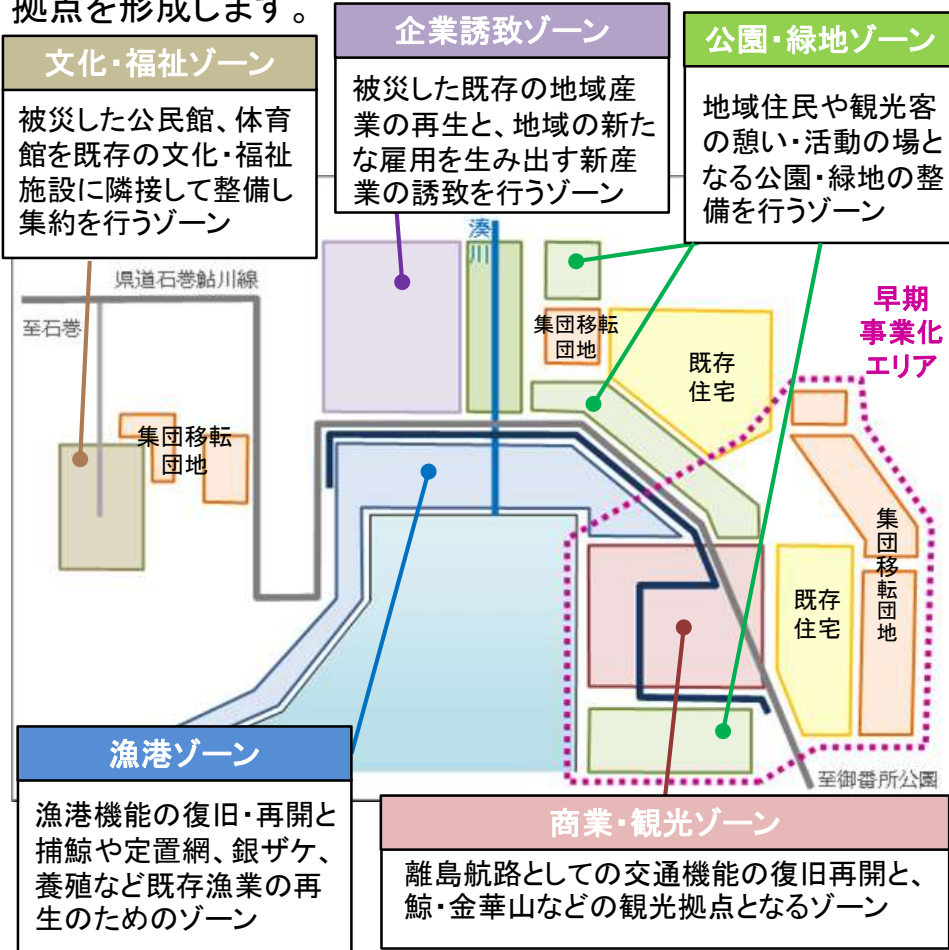 拠点を形成します。
文化・福祉ゾーン
被災した公民館、体育
館を既存の文化・福祉
施設に隣接して整備し
集約を行うゾーン
企業誘致ゾーン
被災した既存の地域産
業の再生と、地域の新た
な雇用を生み出す新産
業の誘致を行うゾーン
公園・緑地ゾーン
地域住民や観光客
の憩い・活動の場と
なる公園・緑地の整
備を行うゾーン
湊川
県道石巻鮎川線
至石巻
集団移転
団地
既存
住宅
早期
事業化
エリア
集団移転
団地
集団移転団地
既存
住宅
至御番所公園
漁港ゾーン
漁港機能の復旧・再開と
捕鯨や定置網、銀ザケ、
養殖など既存漁業の再
生のためのゾーン
商業・観光ゾーン
離島航路としての交通機能の復旧再開と、
鯨・金華山などの観光拠点となるゾーン